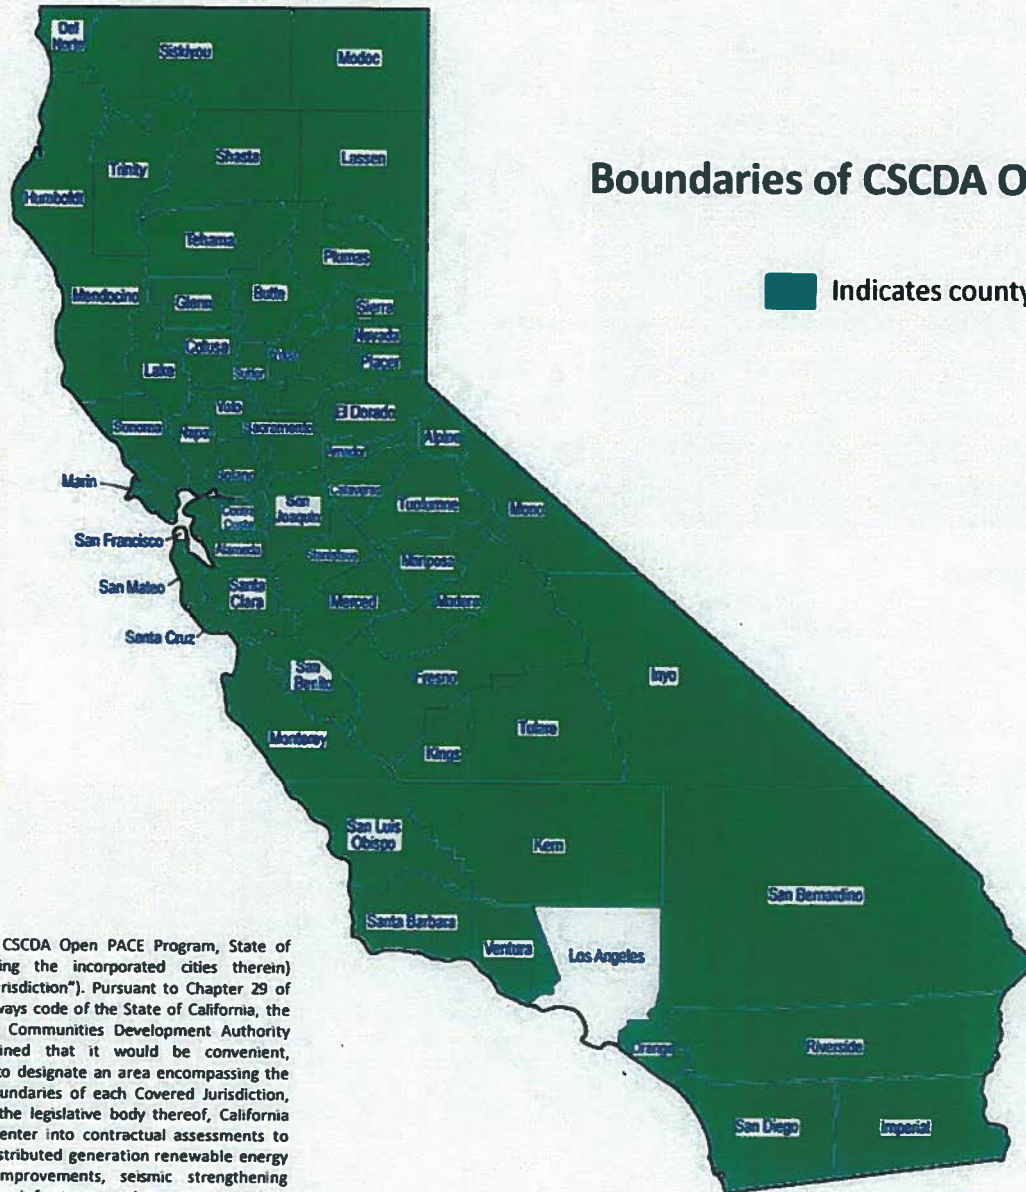 Boundaries of CSCDA O
Indicates county
Del
Norte
Siskiyou
Modoc
Trinity
Shasta
Lassen
Humboldt
Tehama
Plumas
Mendocino
Glenn
Butte
Sierra
Nevada
Colusa
Placer
Lake
Sutter
Yolo
El Dorado
Sonoma
Napa
Sacramento
Alpine
Amador
Marin
Solano
Calaveras
Contra
Costa
San
Joaquin
Tuolumne
Mono
San Francisco
Alameda
Stanislaus
Mariposa
San Mateo
Santa
Clara
Merced
Madera
Santa Cruz
San
Benito
Fresno
Inyo
Monterey
Kings
Tulare
San Luis
Obispo
Kern
San Bernardino
Santa Barbara
Ventura
Los Angeles
Orange
Riverside
San Diego
Imperial
CSCDA Open PACE Program, State of
ing the incorporated cities therein)
risdiction"). Pursuant to Chapter 29 of
ways code of the State of California, the
Communities Development Authority
ined that it would be convenient,
to designate an area encompassing the
undaries of each Covered Jurisdiction,
the legislative body thereof, California
enter into contractual assessments to
stributed generation renewable energy
mprovements, seismic strengthening